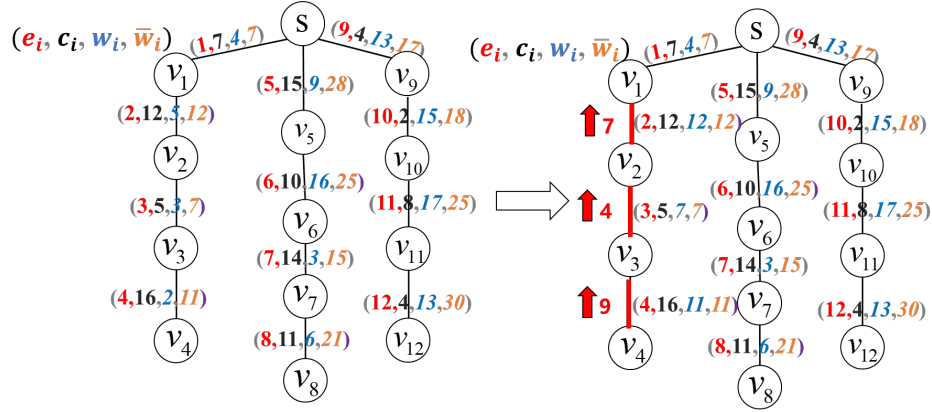 (e_i, c_i, w_i, w̅_i)
S
(1,7,4,7)
(9,4,13,17)
v_1
v_9
(5,15,9,28)
(2,12,5,12)
(10,2,15,18)
v_5
v_2
v_10
(6,10,16,25)
(3,5,3,7)
(11,8,17,25)
v_6
v_3
v_11
(7,14,3,15)
(4,16,2,11)
v_7
(12,4,13,30)
v_4
(8,11,6,21)
v_12
v_8
(e_i, c_i, w_i, w̅_i)
S
(1,7,4,7)
(9,4,13,17)
v_1
v_9
(5,15,9,28)
7
(2,12,12,12)
(10,2,15,18)
v_5
v_2
v_10
(6,10,16,25)
4
(3,5,7,7)
(11,8,17,25)
v_6
v_3
v_11
(7,14,3,15)
9
(4,16,11,11)
v_7
(12,4,13,30)
v_4
(8,11,6,21)
v_12
v_8